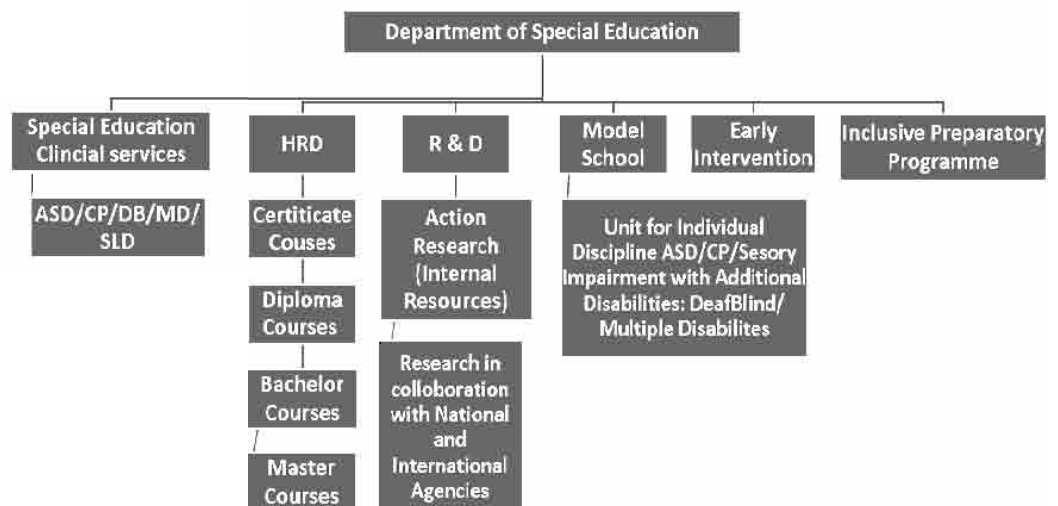 Department of Special Education
Special Education
Clincial services
HRD
R & D
Model
School
Early
Intervention
Inclusive Preparatory
Programme
ASD/CP/DB/MD/
SLD
Certiticate
Couses
Diploma
Courses
Bachelor
Courses
Master
Courses
Action
Research
(Internal
Resources)
Research in
colloboration
with National
and
International
Agencies
Unit for Individual
Discipline ASD/CP/Sesory
Impairment with Additional
Disabilities: DeafBlind/
Multiple Disabilites